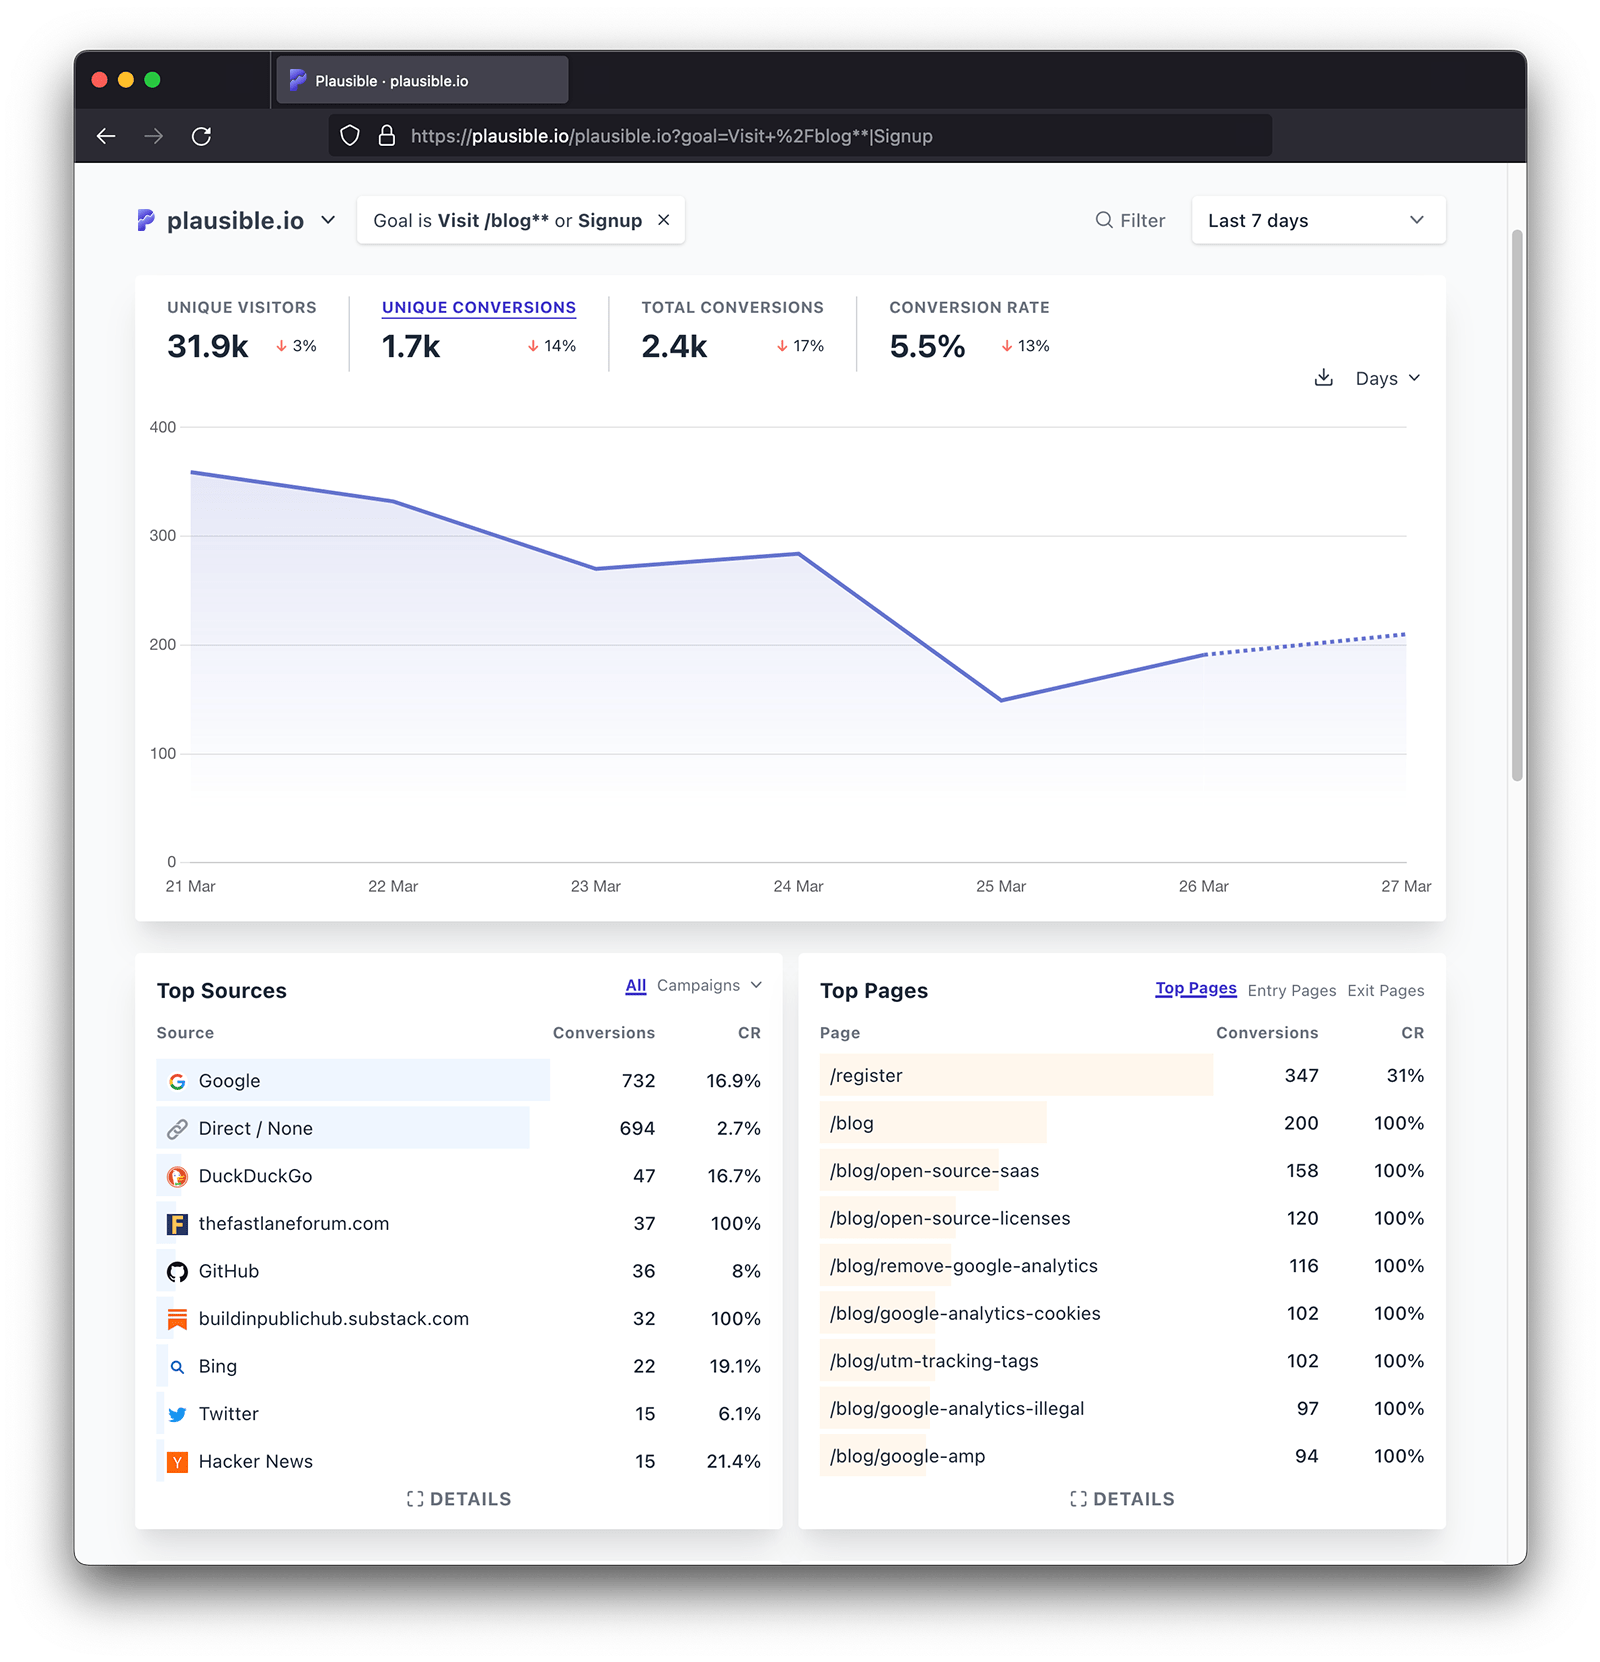 Plausible · plausible.io
https://plausible.io/plausible.io?goal=Visit+%2Fblog**|Signup
plausible.io
Goal is Visit /blog** or Signup
Filter
Last 7 days
UNIQUE VISITORS
31.9k ↓ 3%
UNIQUE CONVERSIONS
1.7k ↓ 14%
TOTAL CONVERSIONS
2.4k ↓ 17%
CONVERSION RATE
5.5% ↓ 13%
Days
400
300
200
100
0
21 Mar 22 Mar 23 Mar 24 Mar 25 Mar 26 Mar 27 Mar
Top Sources All Campaigns
Source Conversions CR
Google 732 16.9%
Direct / None 694 2.7%
DuckDuckGo 47 16.7%
thefastlaneforum.com 37 100%
GitHub 36 8%
buildinpublichub.substack.com 32 100%
Bing 22 19.1%
Twitter 15 6.1%
Hacker News 15 21.4%
DETAILS
Top Pages Top Pages Entry Pages Exit Pages
Page Conversions CR
/register 347 31%
/blog 200 100%
/blog/open-source-saas 158 100%
/blog/open-source-licenses 120 100%
/blog/remove-google-analytics 116 100%
/blog/google-analytics-cookies 102 100%
/blog/utm-tracking-tags 102 100%
/blog/google-analytics-illegal 97 100%
/blog/google-amp 94 100%
DETAILS